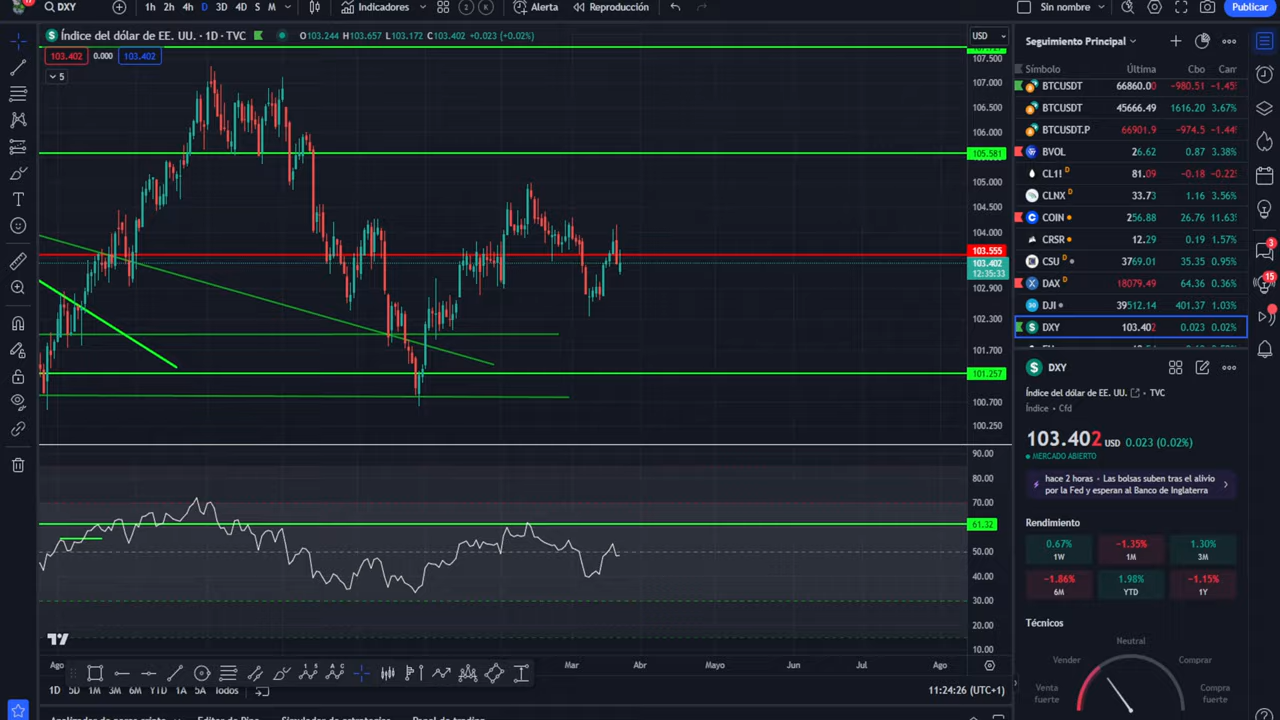 DXY
1h 2h 4h D 3D 4D S M
Indicadores
Alerta
Reproducción
Sin nombre
Publicar
Índice del dólar de EE. UU. · 1D · TVC
O103.244 H103.657 L103.172 C103.402 +0.023 (+0.02%)
103.402 0.000 103.402
5
USD
107.500
107.000
106.500
106.000
105.581
105.000
104.500
104.000
103.555
103.402
12:35:33
102.900
102.300
101.700
101.257
100.700
100.250
90.00
80.00
70.00
61.32
50.00
40.00
30.00
20.00
10.00
Ago Mar Abr Mayo Jun Jul Ago
1D 5D 1M 3M 6M YTD 1A 5A Todos
11:24:26 (UTC+1)
Seguimiento Principal
Símbolo Última Cbo Carr
BTCUSDT 66860.00 -980.51 -1.45%
BTCUSDT 45666.49 1616.20 3.67%
BTCUSDT.P 66901.9 -974.5 -1.44%
BVOL 26.62 0.87 3.38%
CL1! D 81.09 -0.18 -0.22%
CLNX D 33.73 1.16 3.56%
COIN 256.88 26.76 11.63%
CRSR 12.29 0.19 1.57%
CSU D 3769.01 35.35 0.95%
DAX D 18079.49 64.36 0.36%
DJI 39512.14 401.37 1.03%
DXY 103.402 0.023 0.02%
DXY
Índice del dólar de EE. UU. TVC
Índice • Cfd
103.402 USD 0.023 (0.02%)
MERCADO ABIERTO
hace 2 horas • Las bolsas suben tras el alivio
por la Fed y esperan al Banco de Inglaterra
Rendimiento
0.67% -1.35% 1.30%
1W 1M 3M
-1.86% 1.98% -1.15%
6M YTD 1Y
Técnicos
Neutral
Vender Comprar
Venta
fuerte
Compra
fuerte
3
15